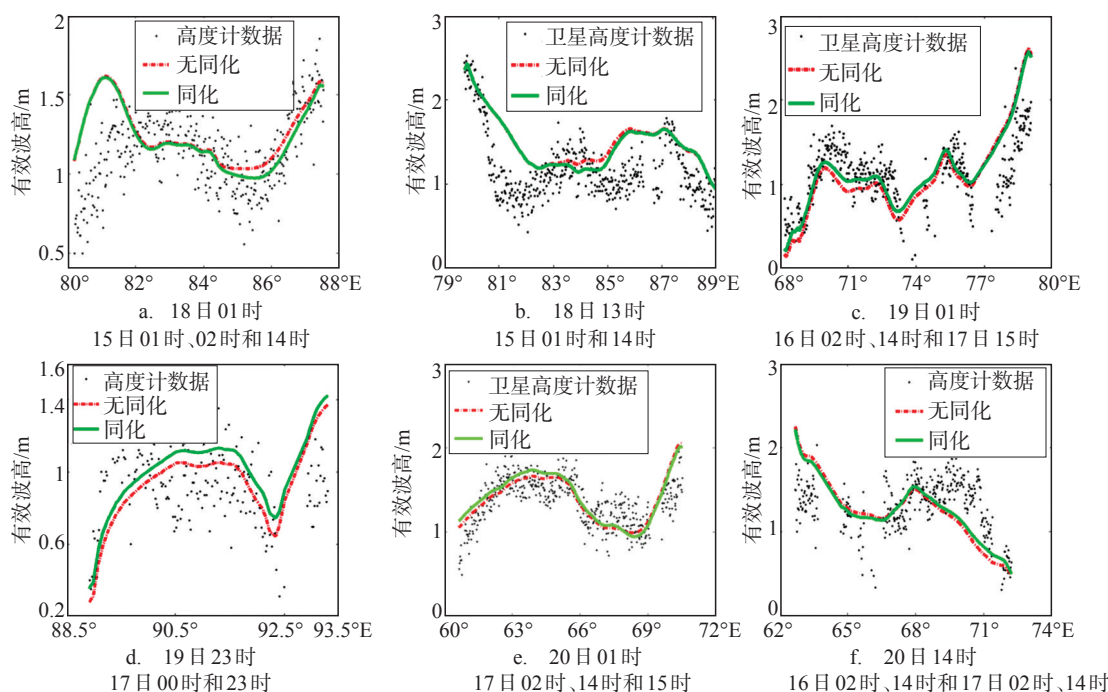 2
1.5
1
0.5
有效波高/m
高度计数据
无同化
同化
80° 82° 84° 86° 88°E
a. 18日01时
15日01时、02时和14时
3
2
1
0
有效波高/m
卫星高度计数据
无同化
同化
79° 81° 83° 85° 87° 89°E
b. 18日13时
15日01时和14时
3
2
1
0
有效波高/m
卫星高度计数据
无同化
同化
68° 71° 74° 77° 80°E
c. 19日01时
16日02时、14时和17日15时
1.6
1.4
1
0.6
0.2
有效波高/m
高度计数据
无同化
同化
88.5° 90.5° 92.5° 93.5°E
d. 19日23时
17日00时和23时
3
2
1
0
有效波高/m
卫星高度计数据
无同化
同化
60° 63° 66° 69° 72°E
e. 20日01时
17日02时、14时和15时
3
2
1
0
有效波高/m
高度计数据
无同化
同化
62° 65° 68° 71° 74°E
f. 20日14时
16日02时、14时和17日02时、14时